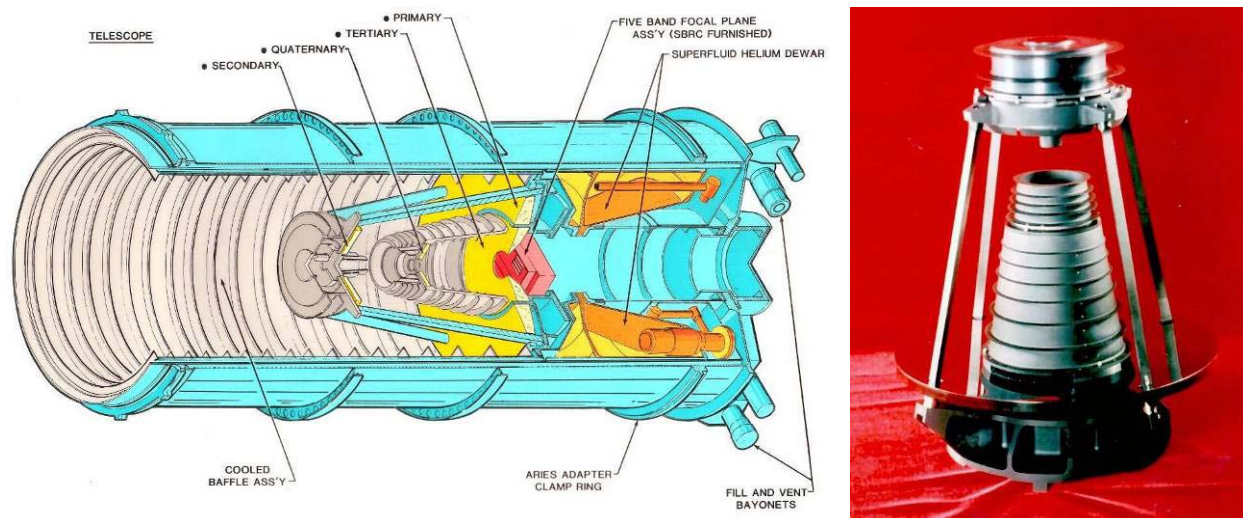 TELESCOPE
• PRIMARY
• TERTIARY
• QUATERNARY
• SECONDARY
FIVE BAND FOCAL PLANE
ASS'Y (SBRC FURNISHED)
SUPERFLUID HELIUM DEWAR
COOLED
BAFFLE ASS'Y
ARIES ADAPTER
CLAMP RING
FILL AND VENT
BAYONETS